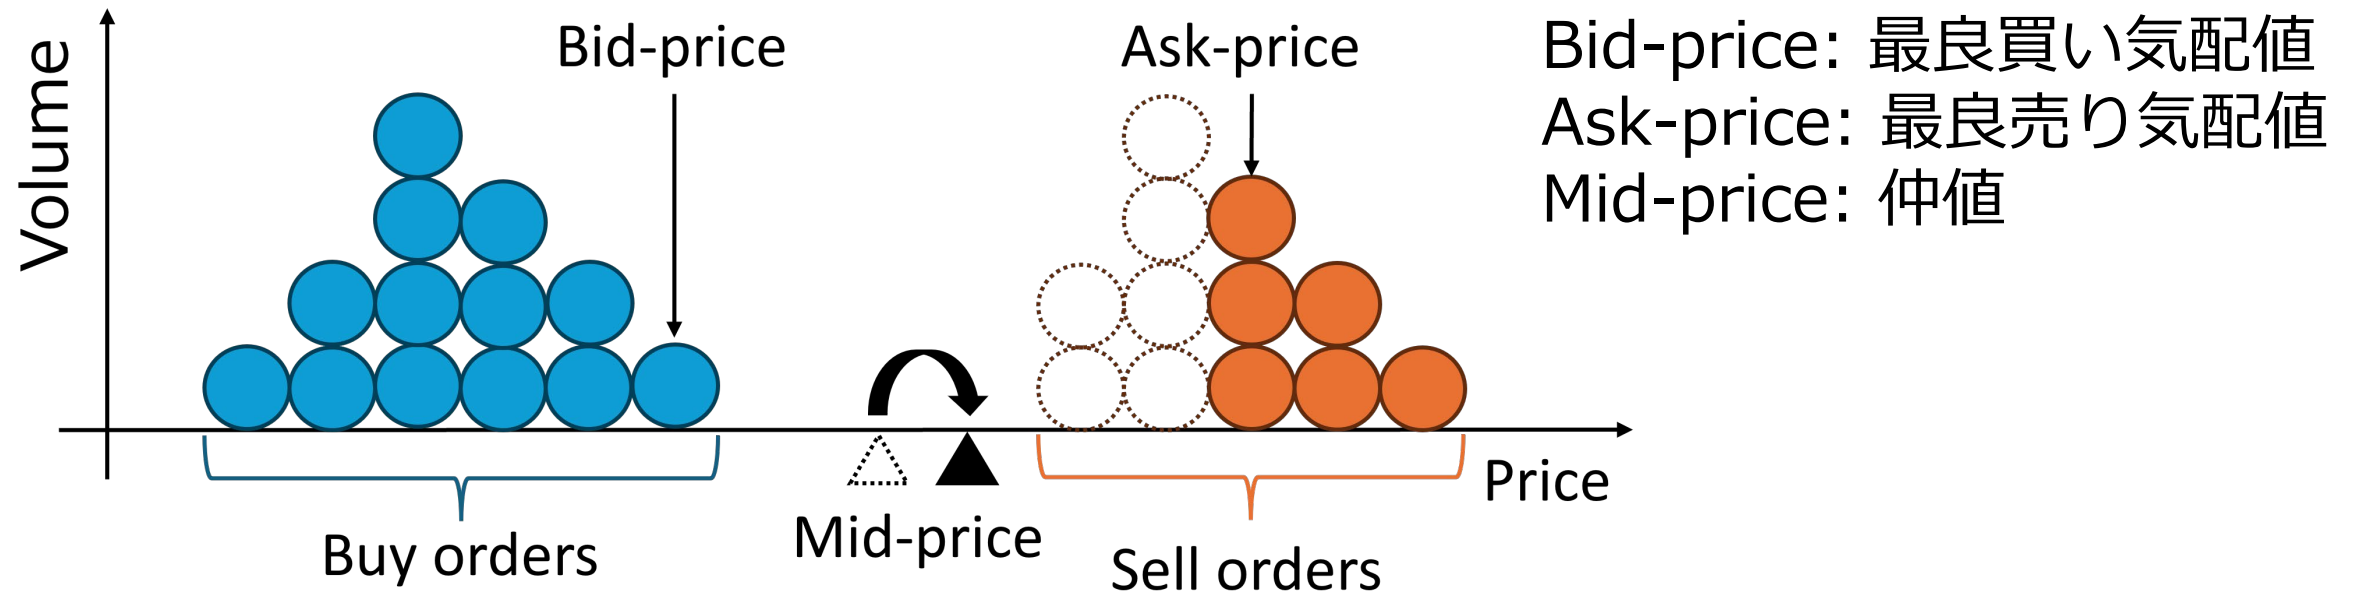 Volume
Bid-price
Ask-price
Bid-price: 最良買い気配値
Ask-price: 最良売り気配値
Mid-price: 仲値
Price
Mid-price
Buy orders
Sell orders